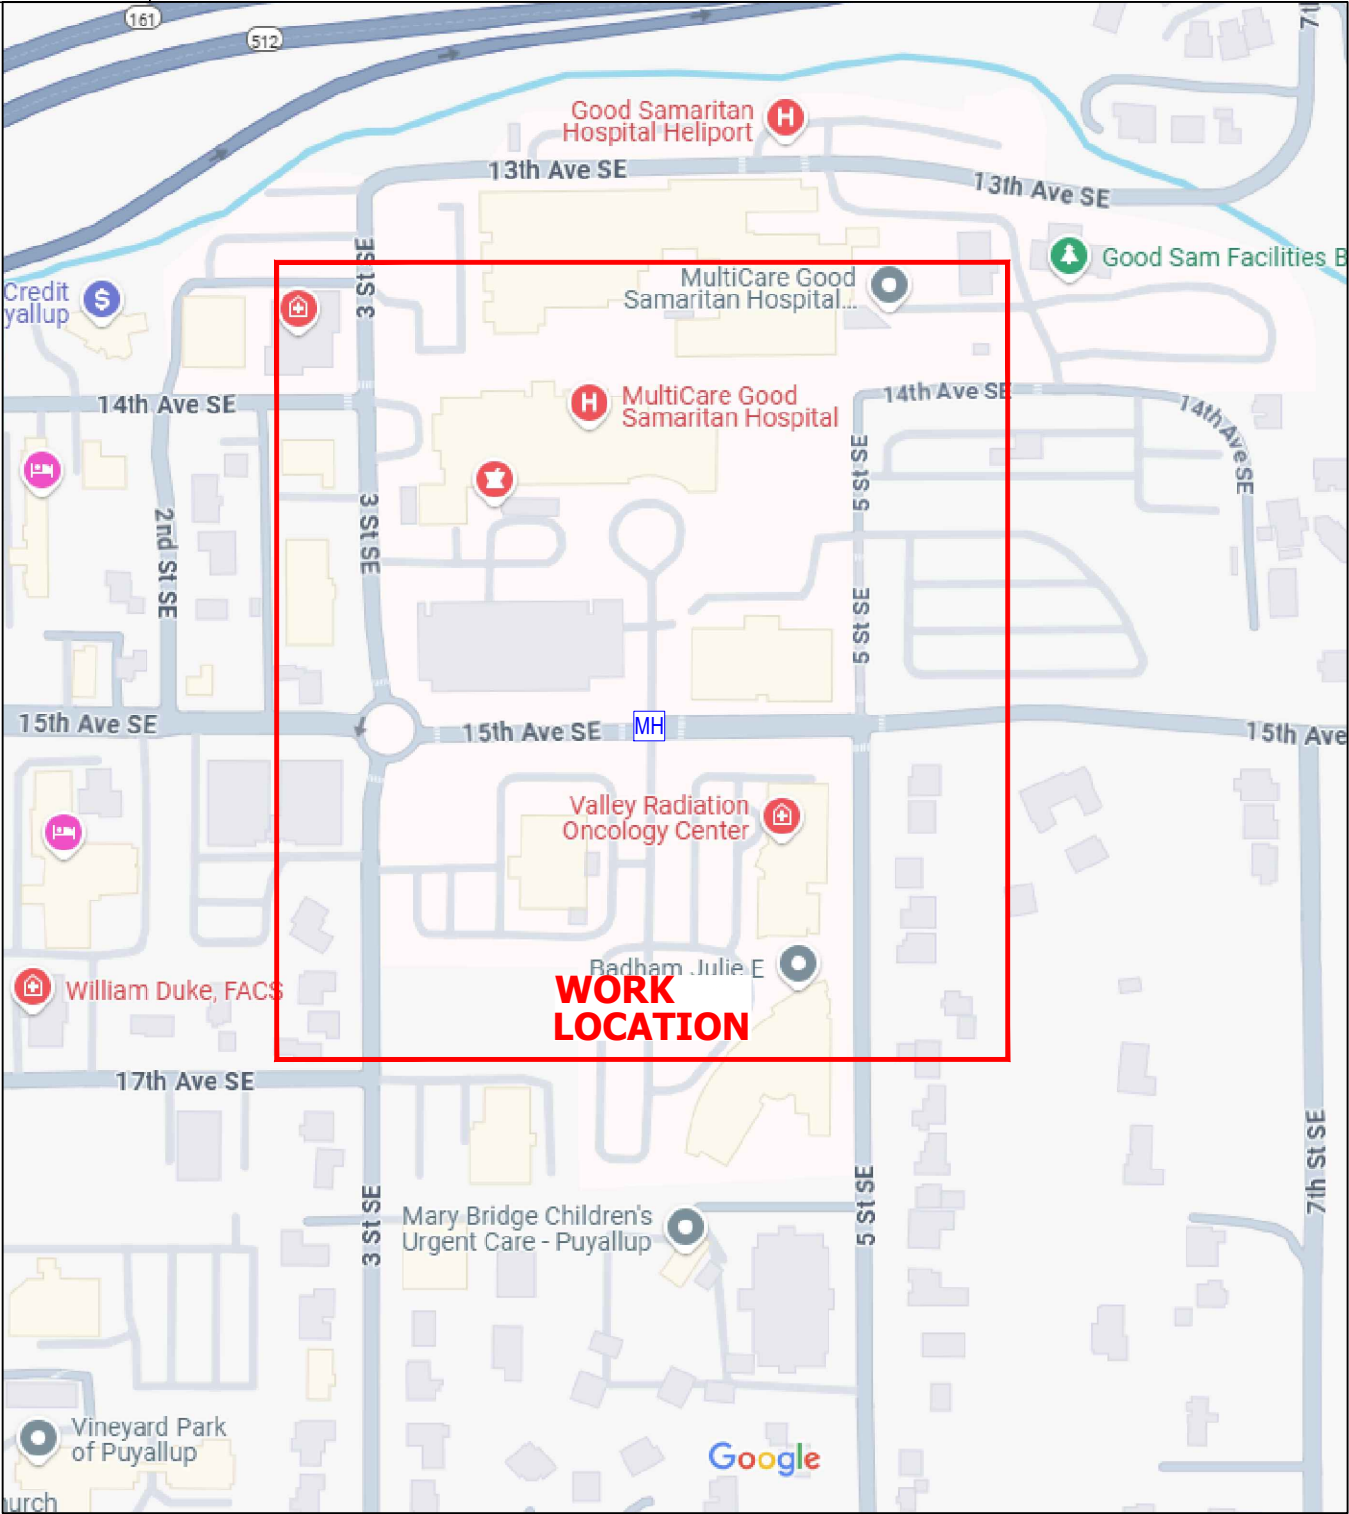 161
512
7tl
Good Samaritan
Hospital Heliport
13th Ave SE
13th Ave SE
3 St SE
Good Sam Facilities B
MultiCare Good
Samaritan Hospital...
Credit
yallup
14th Ave SE
MultiCare Good
Samaritan Hospital
14th Ave SE
14th Ave SE
5 St SE
3 St SE
2nd St SE
5 St SE
15th Ave SE
15th Ave SE
MH
15th Ave
Valley Radiation
Oncology Center
William Duke, FACS
Badham Julie E
WORK
LOCATION
17th Ave SE
3 St SE
5 St SE
7th St SE
Mary Bridge Children's
Urgent Care - Puyallup
Vineyard Park
of Puyallup
Google
urch